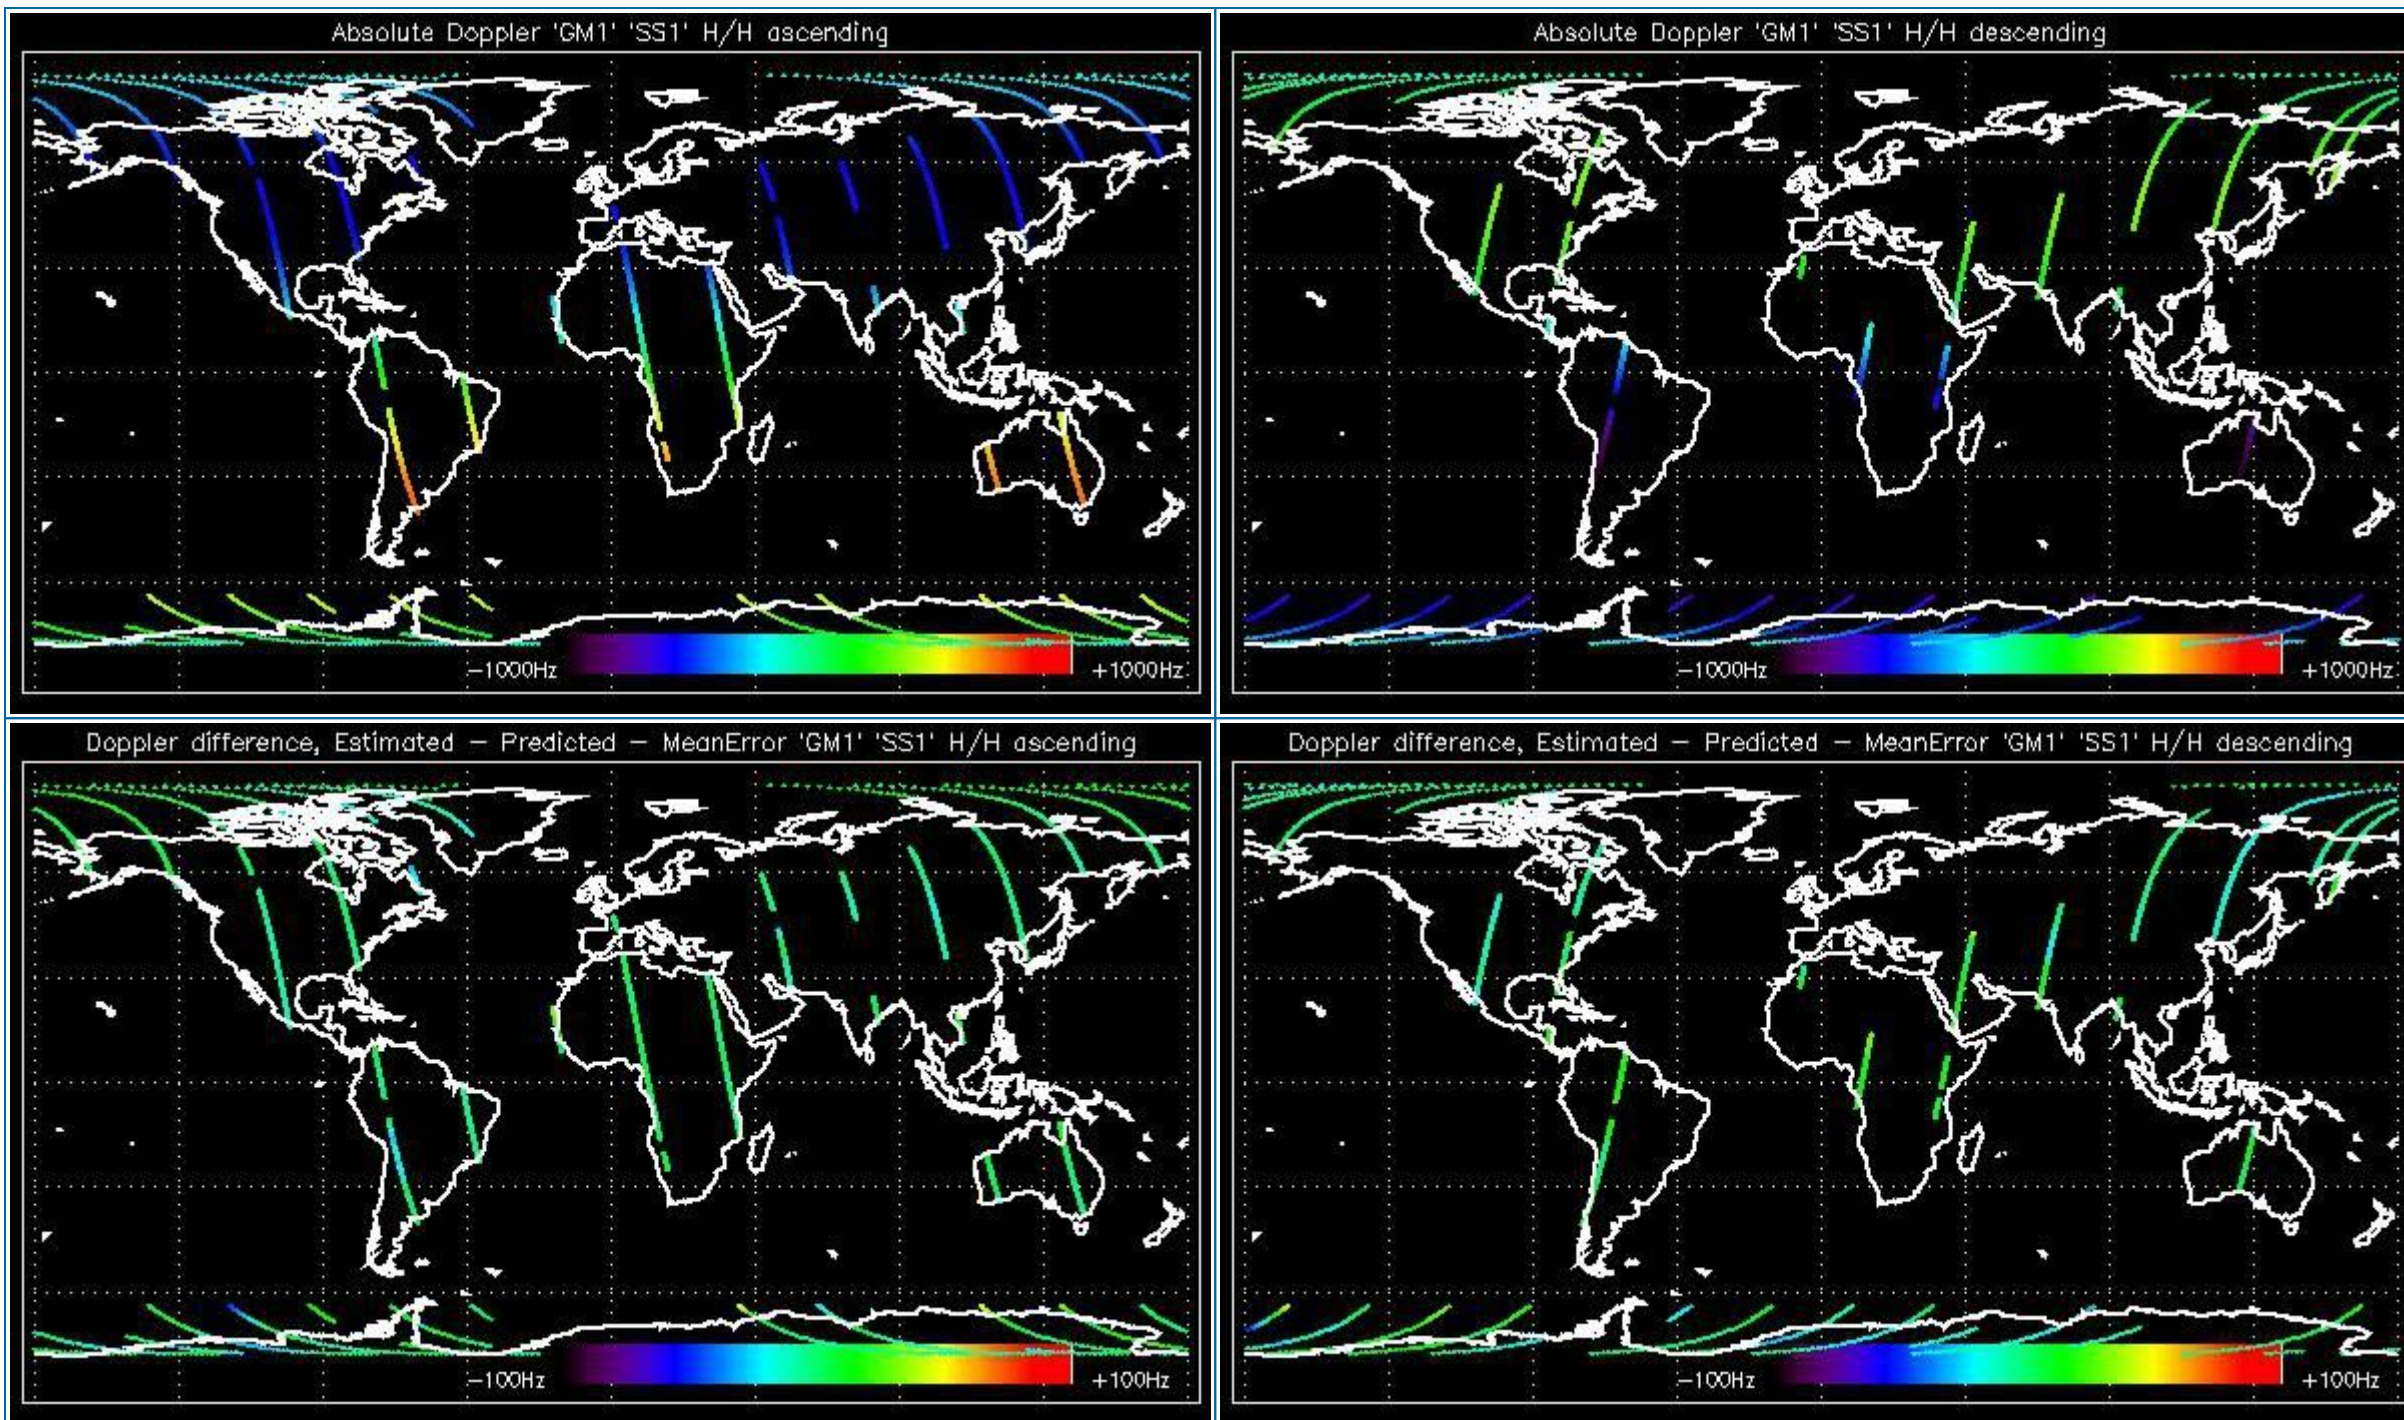 Absolute Doppler 'GM1' 'SS1' H/H ascending
−1000Hz
+1000Hz
Absolute Doppler 'GM1' 'SS1' H/H descending
−1000Hz
+1000Hz
Doppler difference, Estimated − Predicted − MeanError 'GM1' 'SS1' H/H ascending
−100Hz
+100Hz
Doppler difference, Estimated − Predicted − MeanError 'GM1' 'SS1' H/H descending
−100Hz
+100Hz